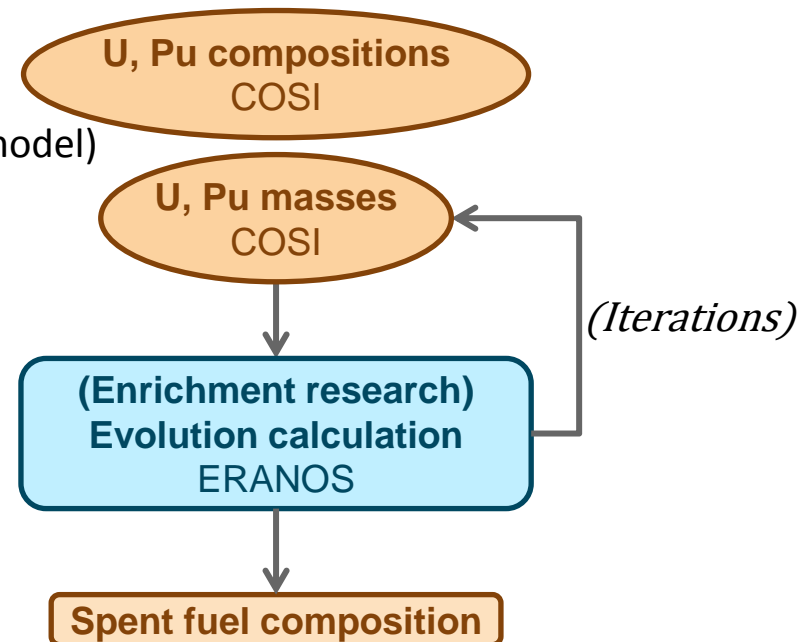 U, Pu compositions
COSI
model)
U, Pu masses
COSI
(Iterations)
(Enrichment research)
Evolution calculation
ERANOS
Spent fuel composition